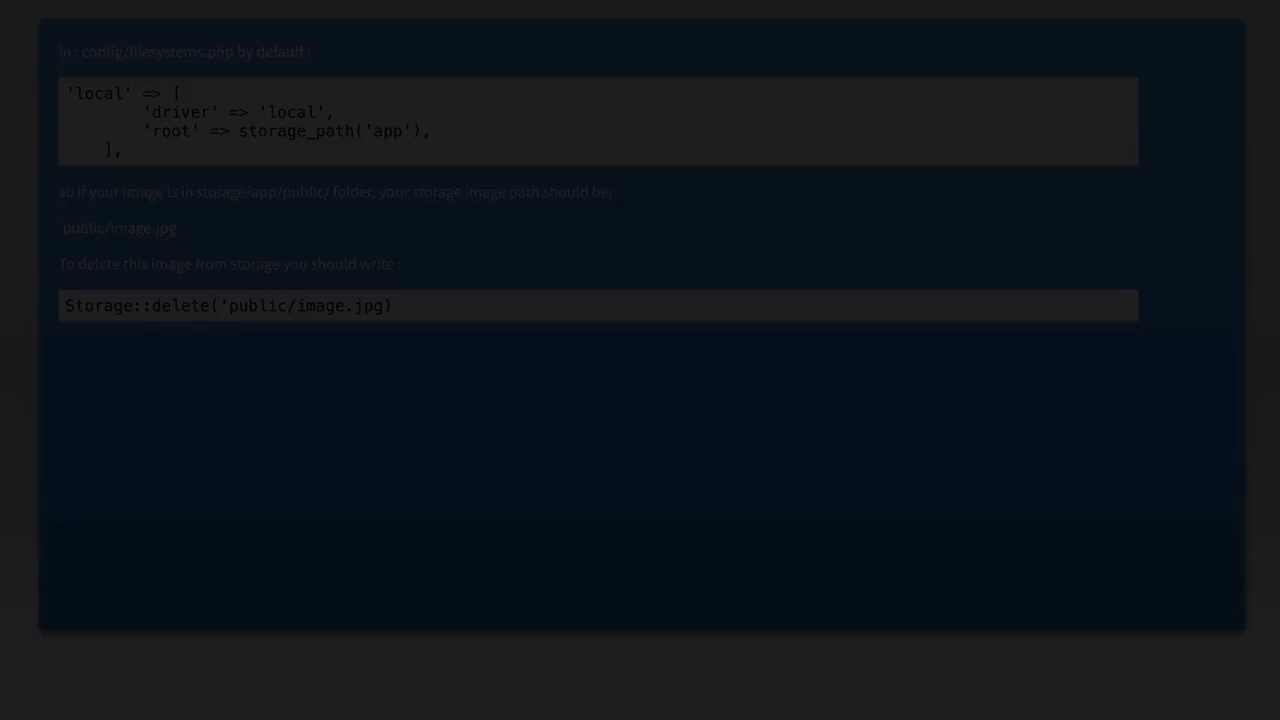 in : config/filesystems.php by default :
'local' => [
        'driver' => 'local',
        'root' => storage_path('app'),
    ],
so if your image is in storage/app/public/ folder, your storage image path should be:
'public/image.jpg'
To delete this image from storage you should write :
Storage::delete('public/image.jpg)